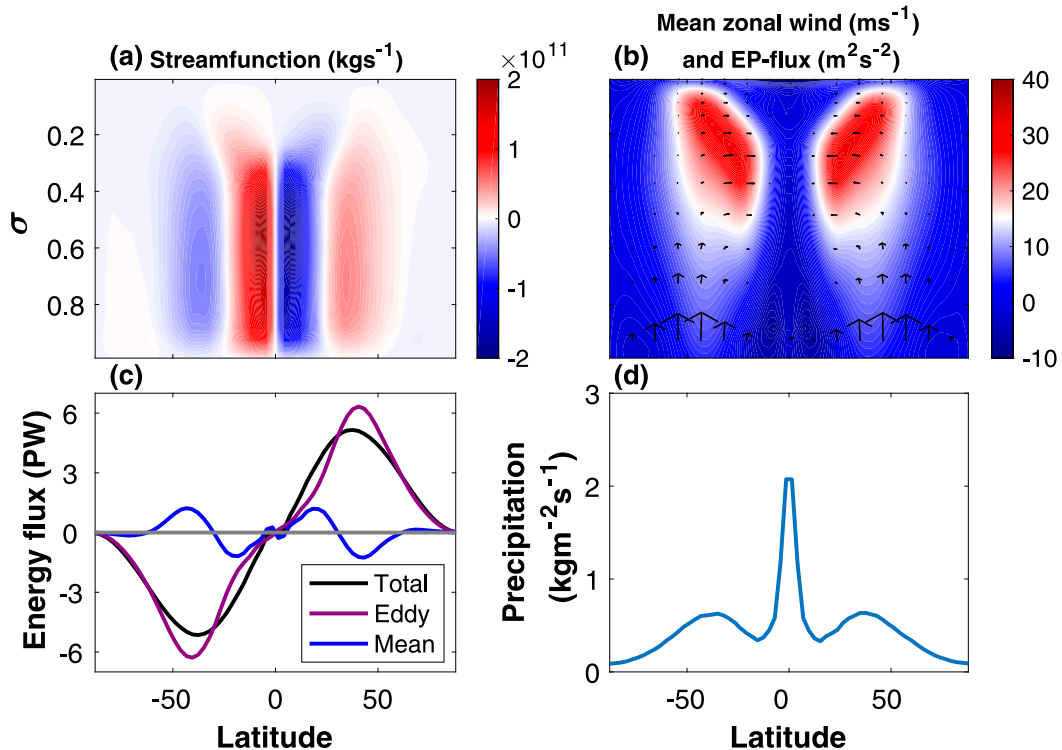 Mean zonal wind (ms-1)
(a) Streamfunction (kgs-1)
(b) and EP-flux (m2s-2)
×10^11
2
1
0
-1
-2
0.2
0.4
0.6
0.8
σ
40
30
20
10
0
-10
(c)
6
3
0
-3
-6
Energy flux (PW)
Total
Eddy
Mean
-50
0
50
Latitude
(d)
3
2
1
0
Precipitation
(kgm-2s-1)
-50
0
50
Latitude